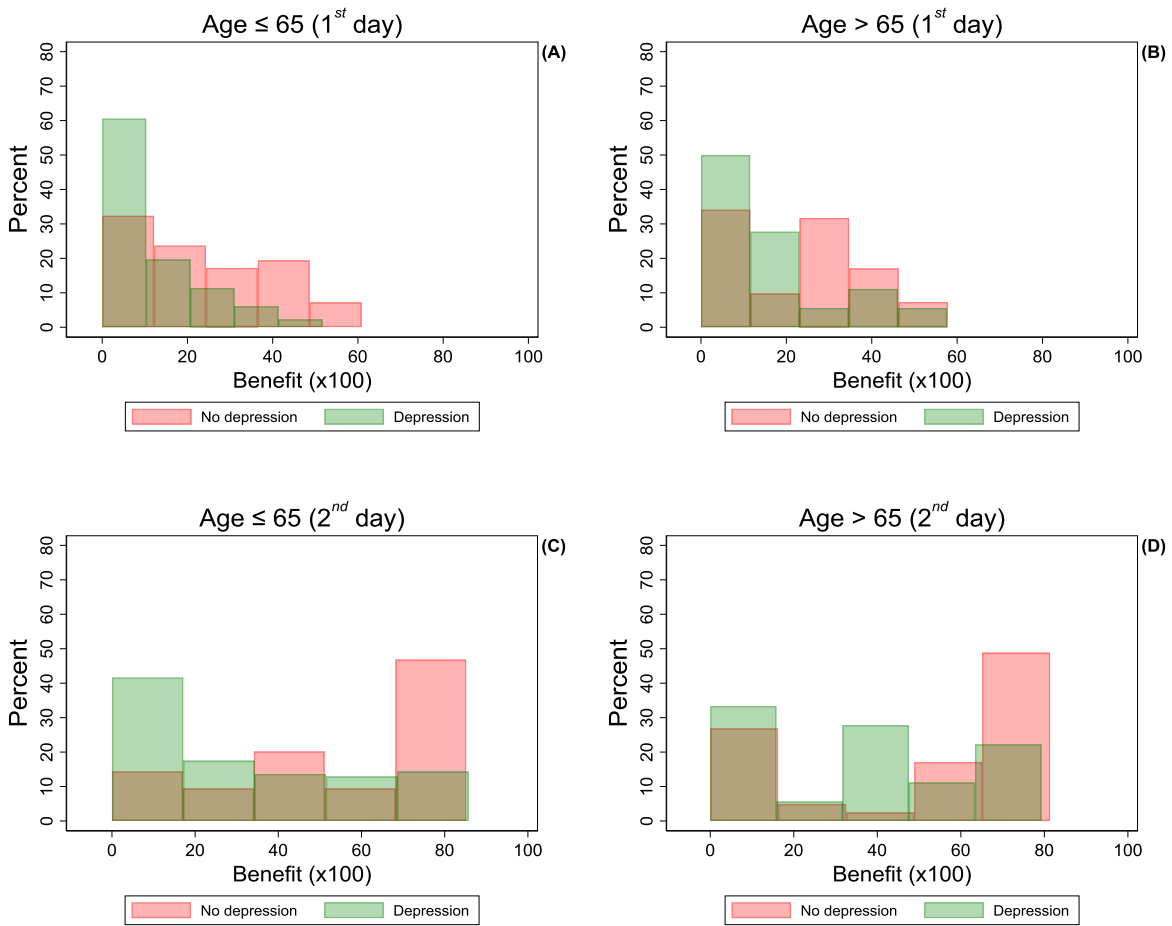 Age ≤ 65 (1st day)
(A)
Percent
80
70
60
50
40
30
20
10
0
0 20 40 60 80 100
Benefit (x100)
No depression Depression
Age > 65 (1st day)
(B)
Percent
80
70
60
50
40
30
20
10
0
0 20 40 60 80 100
Benefit (x100)
No depression Depression
Age ≤ 65 (2nd day)
(C)
Percent
80
70
60
50
40
30
20
10
0
0 20 40 60 80 100
Benefit (x100)
No depression Depression
Age > 65 (2nd day)
(D)
Percent
80
70
60
50
40
30
20
10
0
0 20 40 60 80 100
Benefit (x100)
No depression Depression